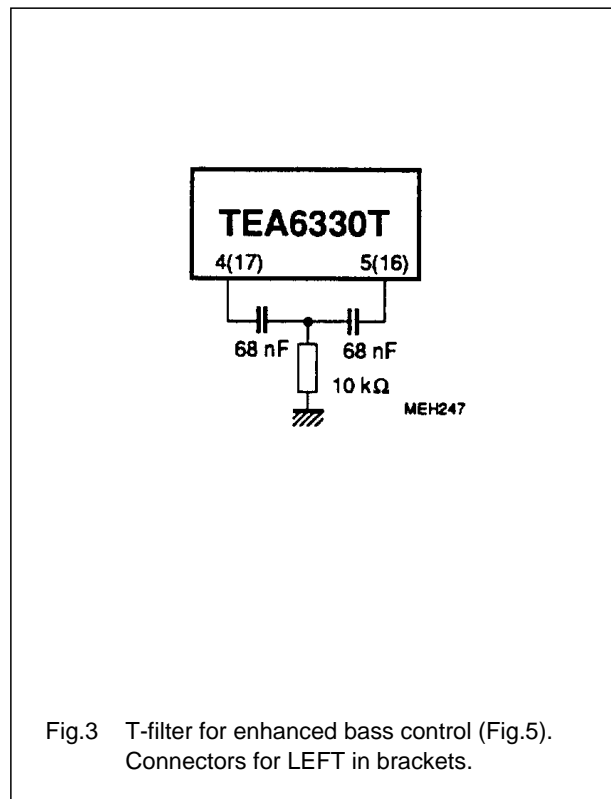 TEA6330T
4(17) 5(16)
68 nF 68 nF
10 kΩ
MEH247
Fig.3 T-filter for enhanced bass control (Fig.5).
Connectors for LEFT in brackets.